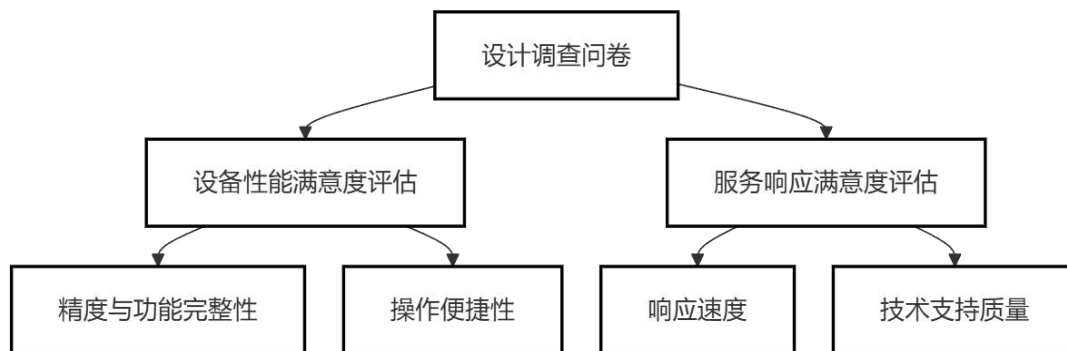 设计调查问卷
设备性能满意度评估
服务响应满意度评估
精度与功能完整性
操作便捷性
响应速度
技术支持质量